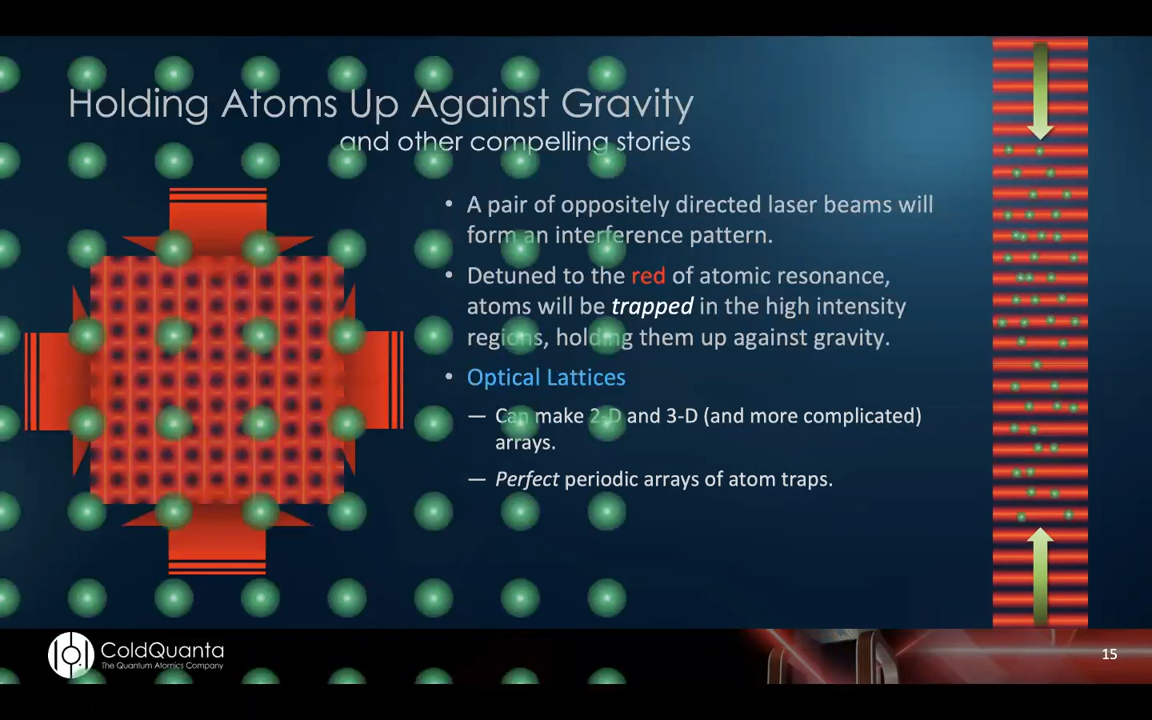 Holding Atoms Up Against Gravity
and other compelling stories
• A pair of oppositely directed laser beams will
form an interference pattern.
• Detuned to the red of atomic resonance,
atoms will be trapped in the high intensity
regions, holding them up against gravity.
• Optical Lattices
— Can make 2-D and 3-D (and more complicated)
arrays.
— Perfect periodic arrays of atom traps.
ColdQuanta
The Quantum Atomics Company
15